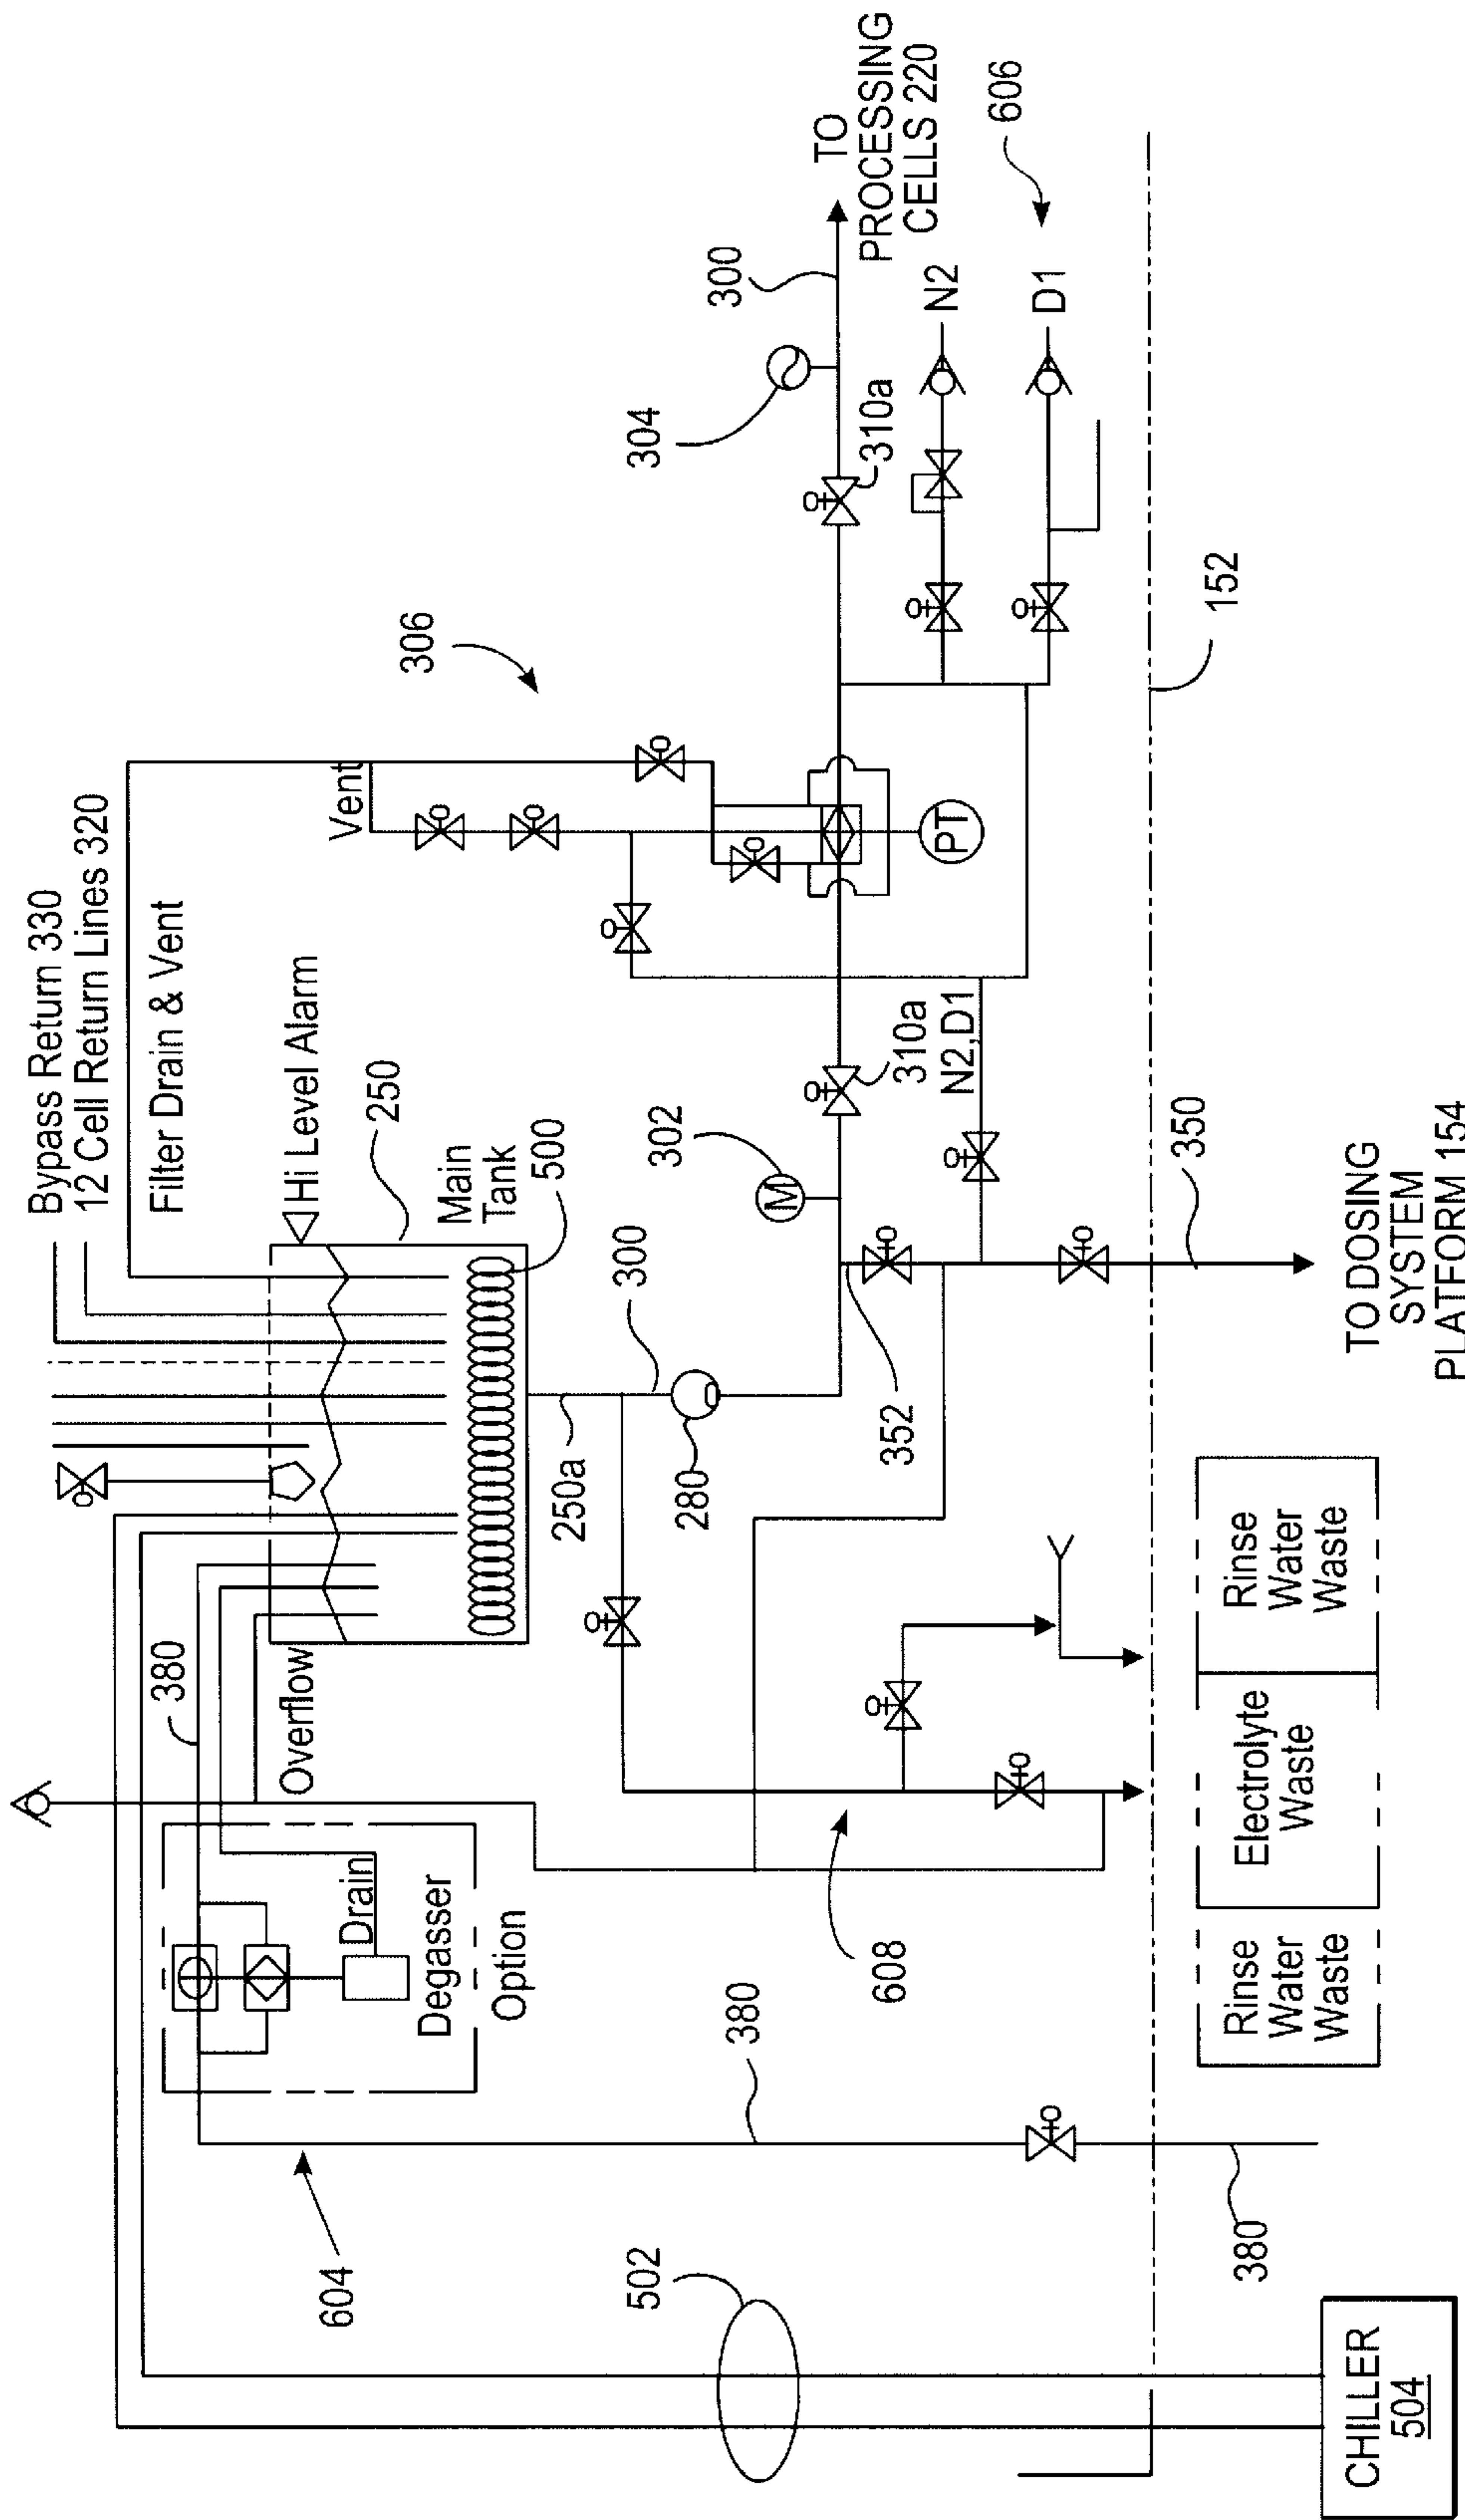 Bypass Return 330
12 Cell Return Lines 320
Filter Drain & Vent
Hi Level Alarm
250
Main
Tank
500
Vent
306
304
300
TO
PROCESSING
CELLS 220
606
N2
D1
310a
PT
310a
N2,D1
302
M
300
250a
280
352
350
152
TO DOSING
SYSTEM
PLATFORM 154
380
Overflow
Drain
Degasser
Option
604
608
380
380
502
CHILLER
504
Rinse
Water
Waste
Electrolyte
Waste
Rinse
Water
Waste